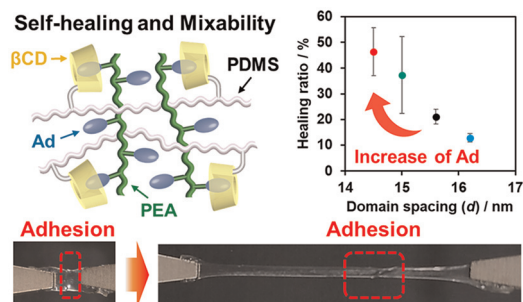 Self-healing and Mixability
βCD
PDMS
Ad
PEA
Healing ratio / %
60
50
40
30
20
10
0
Increase of Ad
14
15
16
17
Domain spacing (d) / nm
Adhesion
Adhesion